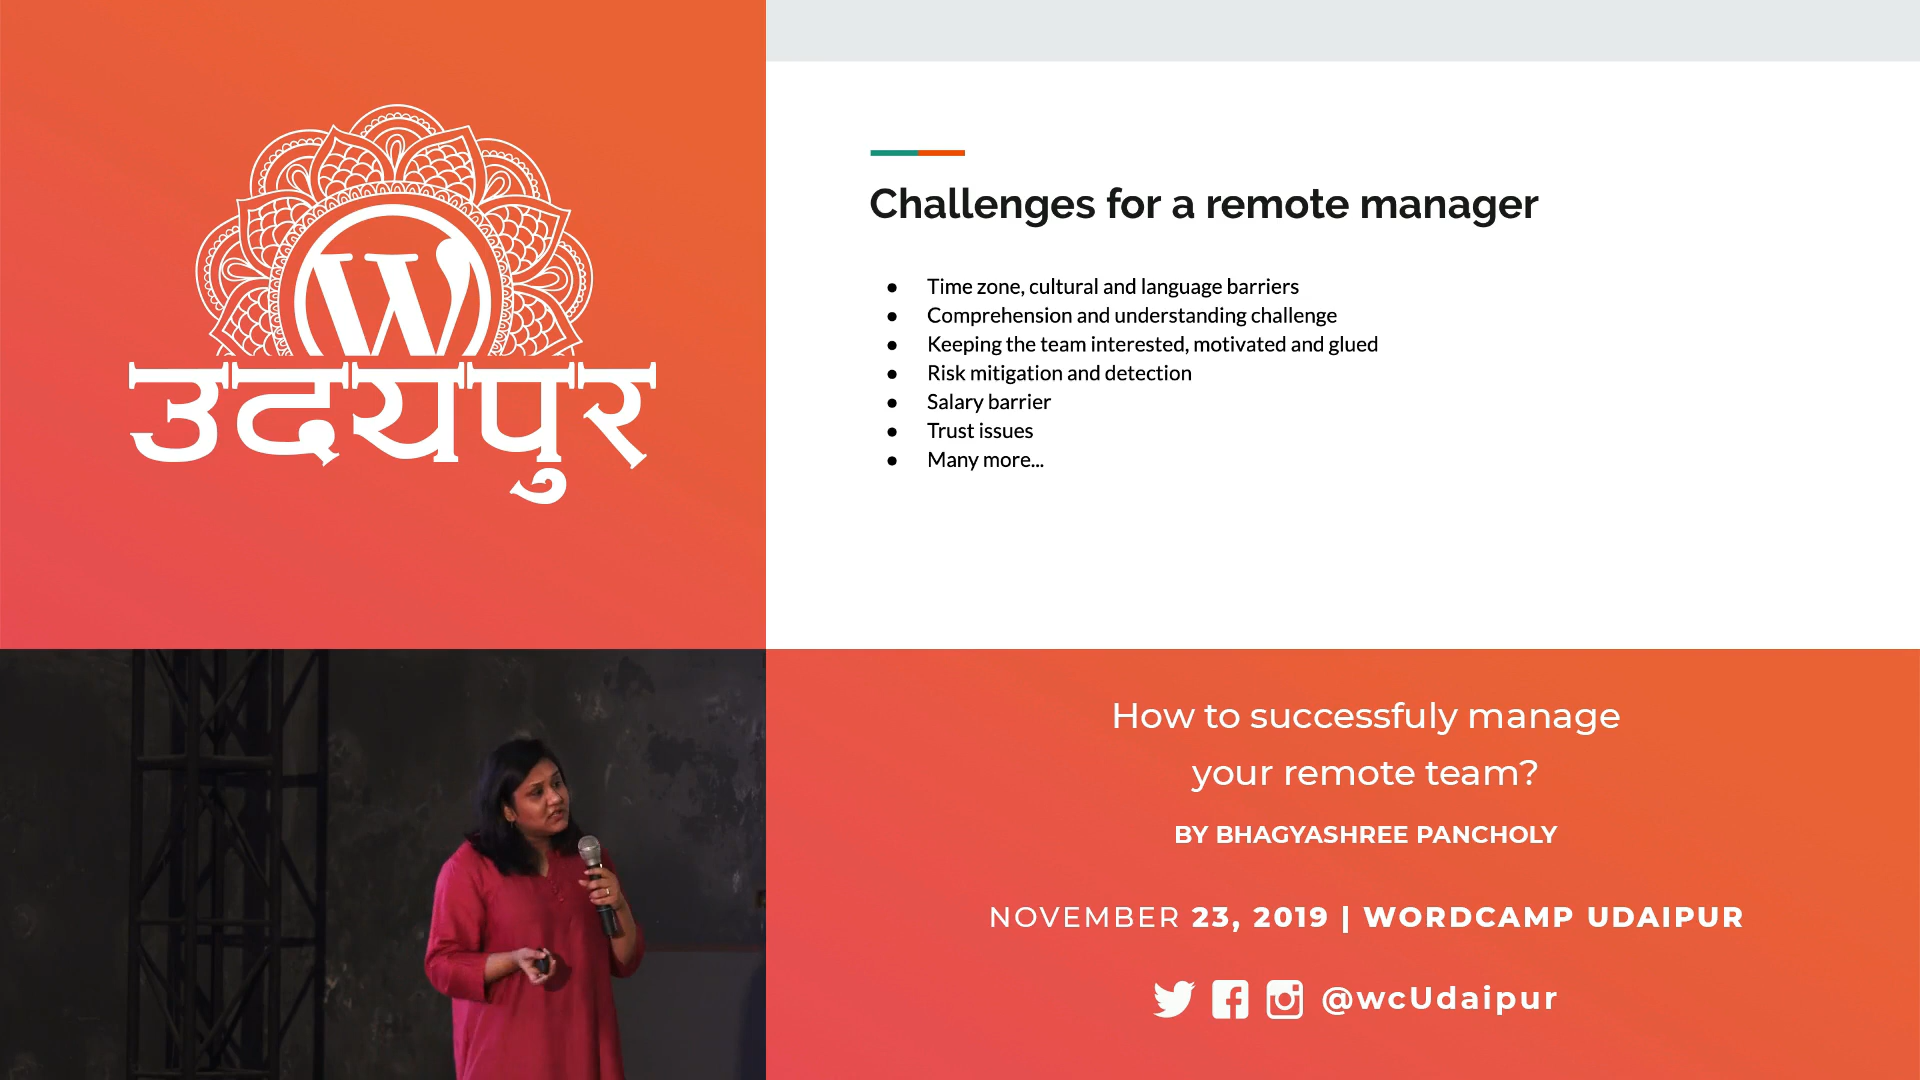 उदयपुर
Challenges for a remote manager
● Time zone, cultural and language barriers
● Comprehension and understanding challenge
● Keeping the team interested, motivated and glued
● Risk mitigation and detection
● Salary barrier
● Trust issues
● Many more...
How to successfuly manage
your remote team?
BY BHAGYASHREE PANCHOLY
NOVEMBER 23, 2019 | WORDCAMP UDAIPUR
@wcUdaipur